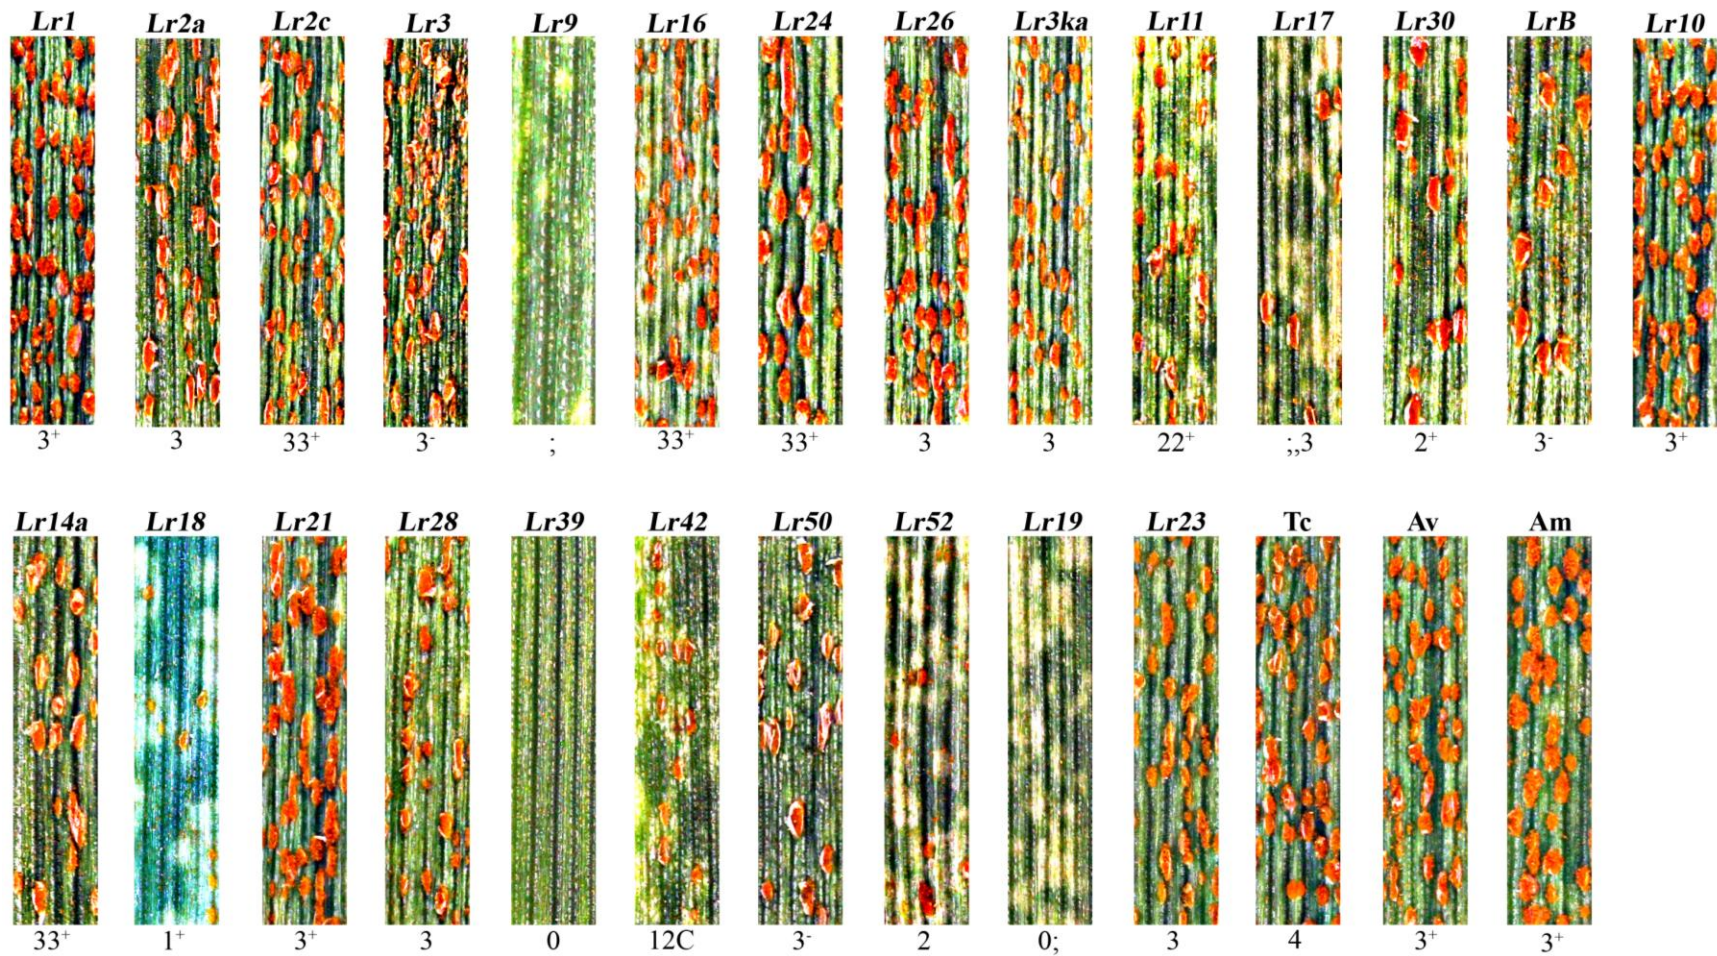 Lr1 Lr2a Lr2c Lr3 Lr9 Lr16 Lr24 Lr26 Lr3ka Lr11 Lr17 Lr30 LrB Lr10
3⁺ 3 33⁺ 3⁻ ; 33⁺ 33⁺ 3 3 22⁺ ;,,3 2⁺ 3⁻ 3⁺
Lr14a Lr18 Lr21 Lr28 Lr39 Lr42 Lr50 Lr52 Lr19 Lr23 Tc Av Am
33⁺ 1⁺ 3⁺ 3 0 12C 3⁻ 2 0; 3 4 3⁺ 3⁺